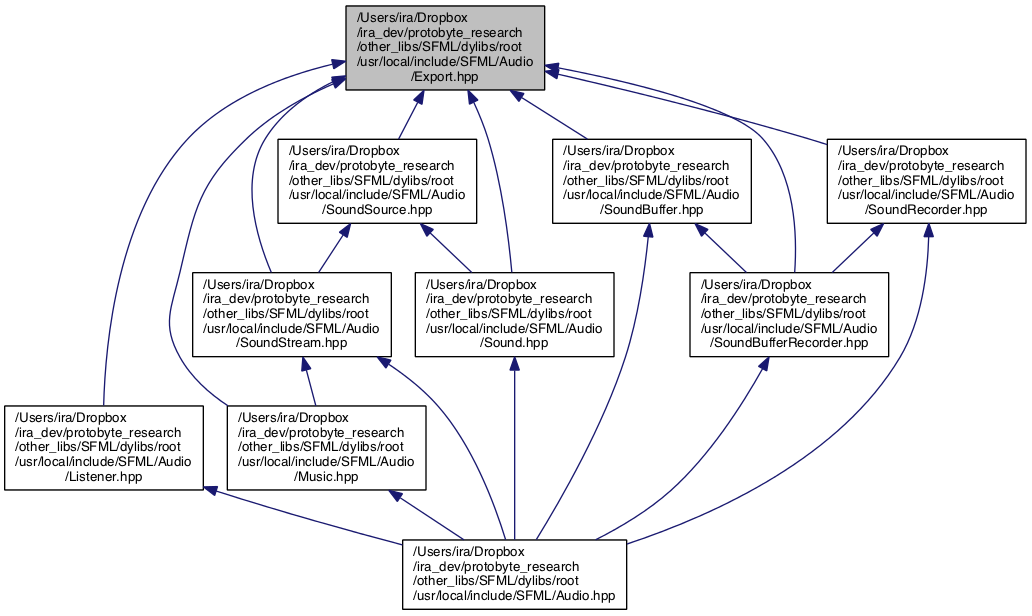 /Users/ira/Dropbox
/ira_dev/protobyte_research
/other_libs/SFML/dylibs/root
/usr/local/include/SFML/Audio
/Export.hpp
/Users/ira/Dropbox
/ira_dev/protobyte_research
/other_libs/SFML/dylibs/root
/usr/local/include/SFML/Audio
/SoundSource.hpp
/Users/ira/Dropbox
/ira_dev/protobyte_research
/other_libs/SFML/dylibs/root
/usr/local/include/SFML/Audio
/SoundBuffer.hpp
/Users/ira/Dropbox
/ira_dev/protobyte_research
/other_libs/SFML/dylibs/root
/usr/local/include/SFML/Audio
/SoundRecorder.hpp
/Users/ira/Dropbox
/ira_dev/protobyte_research
/other_libs/SFML/dylibs/root
/usr/local/include/SFML/Audio
/SoundStream.hpp
/Users/ira/Dropbox
/ira_dev/protobyte_research
/other_libs/SFML/dylibs/root
/usr/local/include/SFML/Audio
/Sound.hpp
/Users/ira/Dropbox
/ira_dev/protobyte_research
/other_libs/SFML/dylibs/root
/usr/local/include/SFML/Audio
/SoundBufferRecorder.hpp
/Users/ira/Dropbox
/ira_dev/protobyte_research
/other_libs/SFML/dylibs/root
/usr/local/include/SFML/Audio
/Listener.hpp
/Users/ira/Dropbox
/ira_dev/protobyte_research
/other_libs/SFML/dylibs/root
/usr/local/include/SFML/Audio
/Music.hpp
/Users/ira/Dropbox
/ira_dev/protobyte_research
/other_libs/SFML/dylibs/root
/usr/local/include/SFML/Audio.hpp